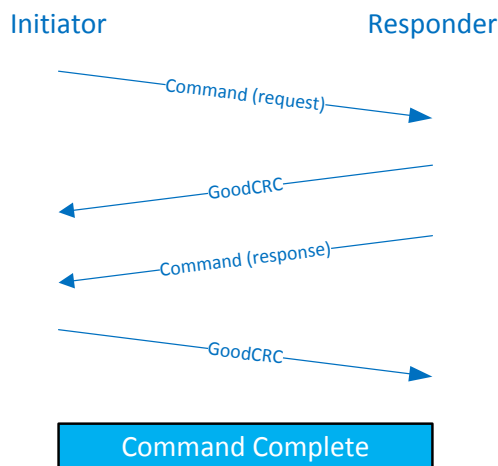 Initiator
Responder
Command (request)
GoodCRC
Command (response)
GoodCRC
Command Complete